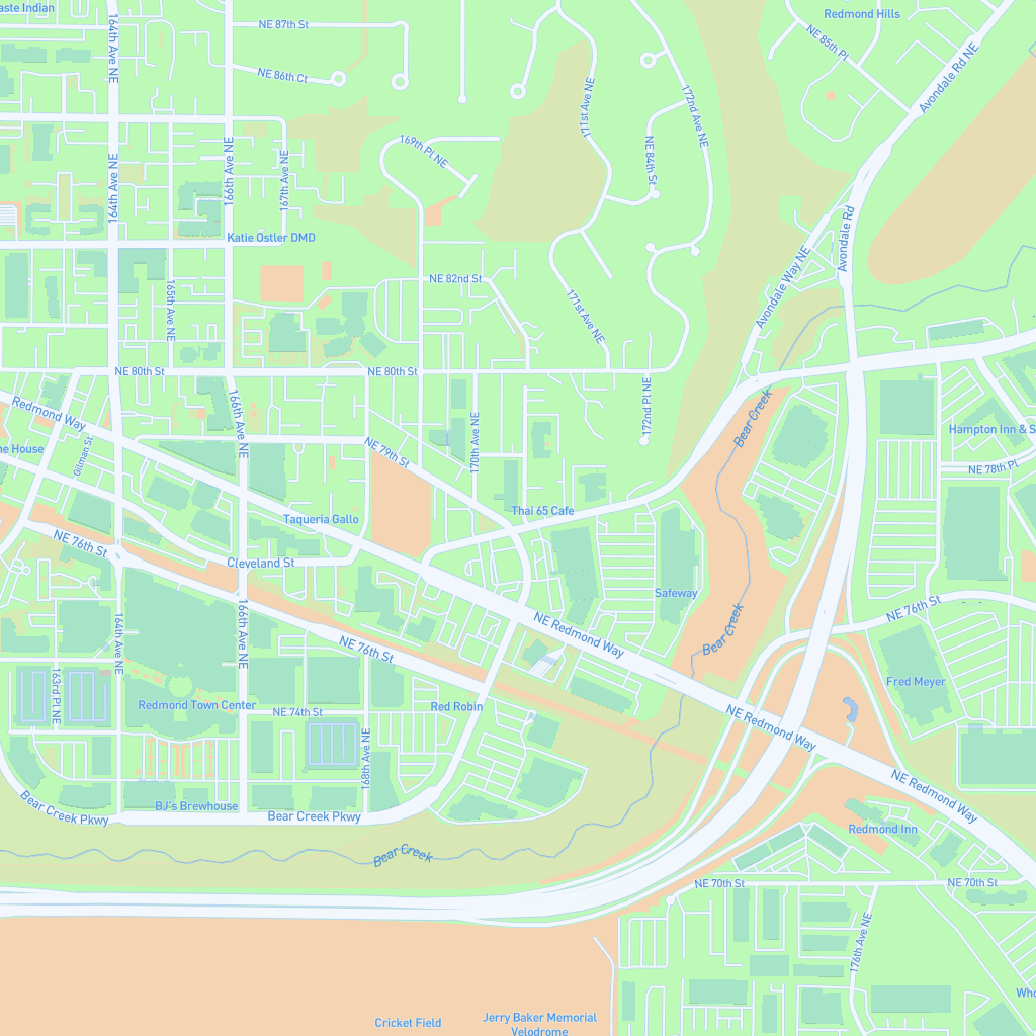 aste Indian
164th Ave NE
NE 87th St
Redmond Hills
NE 85th Pl
Avondale Rd NE
NE 86th Ct
171st Ave NE
172nd Ave NE
169th Pl NE
NE 84th St
164th Ave NE
166th Ave NE
167th Ave NE
Katie Ostler DMD
Avondale Rd
Avondale Way NE
NE 82nd St
165th Ave NE
171st Ave NE
NE 80th St
NE 80th St
172nd Pl NE
Bear Creek
Redmond Way
166th Ave NE
Hampton Inn & S
ne House
Gilman St
NE 79th St
170th Ave NE
NE 78th Pl
Taqueria Gallo
Thai 65 Cafe
NE 76th St
Cleveland St
Safeway
164th Ave NE
166th Ave NE
NE 76th St
NE Redmond Way
Bear Creek
NE 76th St
163rd Pl NE
Redmond Town Center
NE 74th St
Red Robin
Fred Meyer
NE Redmond Way
168th Ave NE
NE Redmond Way
Bear Creek Pkwy
BJ's Brewhouse
Bear Creek Pkwy
Redmond Inn
Bear Creek
NE 70th St
NE 70th St
176th Ave NE
Who
Cricket Field
Jerry Baker Memorial
Velodrome